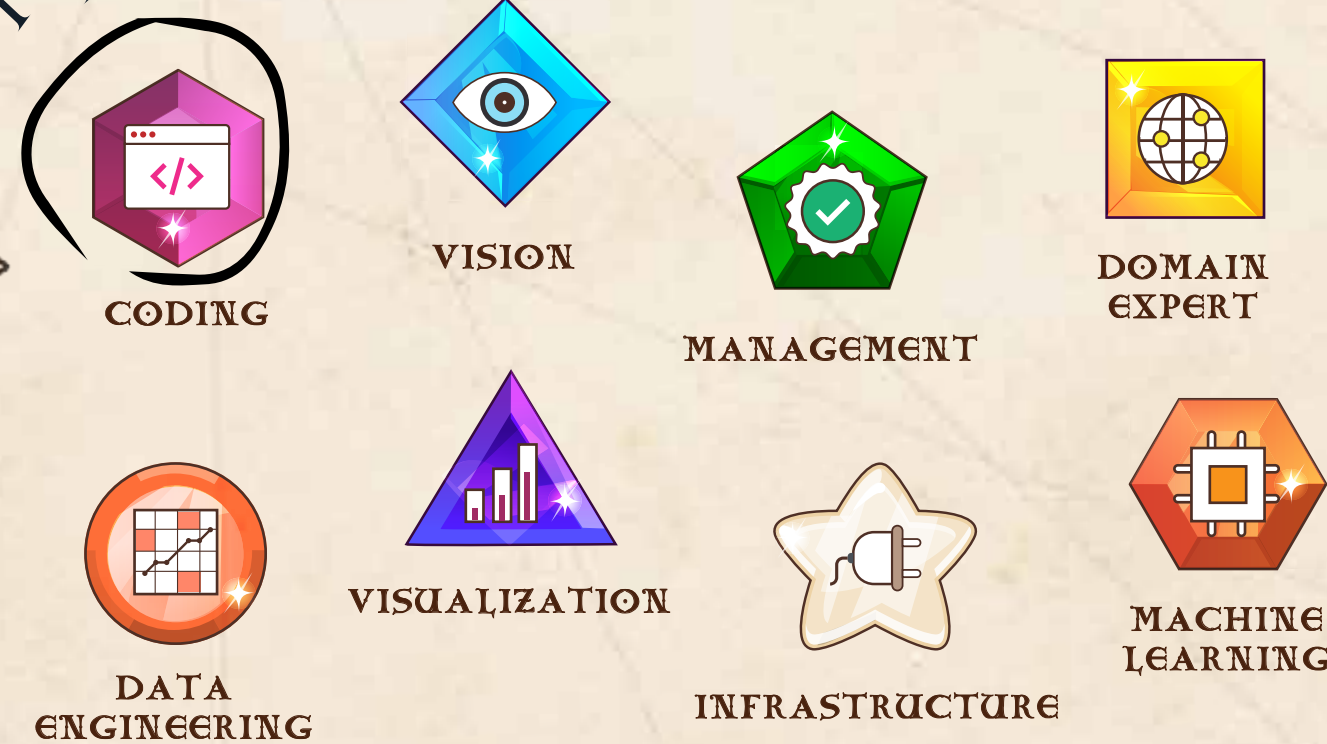 </>
CODING
VISION
MANAGEMENT
DOMAIN
EXPERT
DATA
ENGINEERING
VISUALIZATION
INFRASTRUCTURE
MACHINE
LEARNING